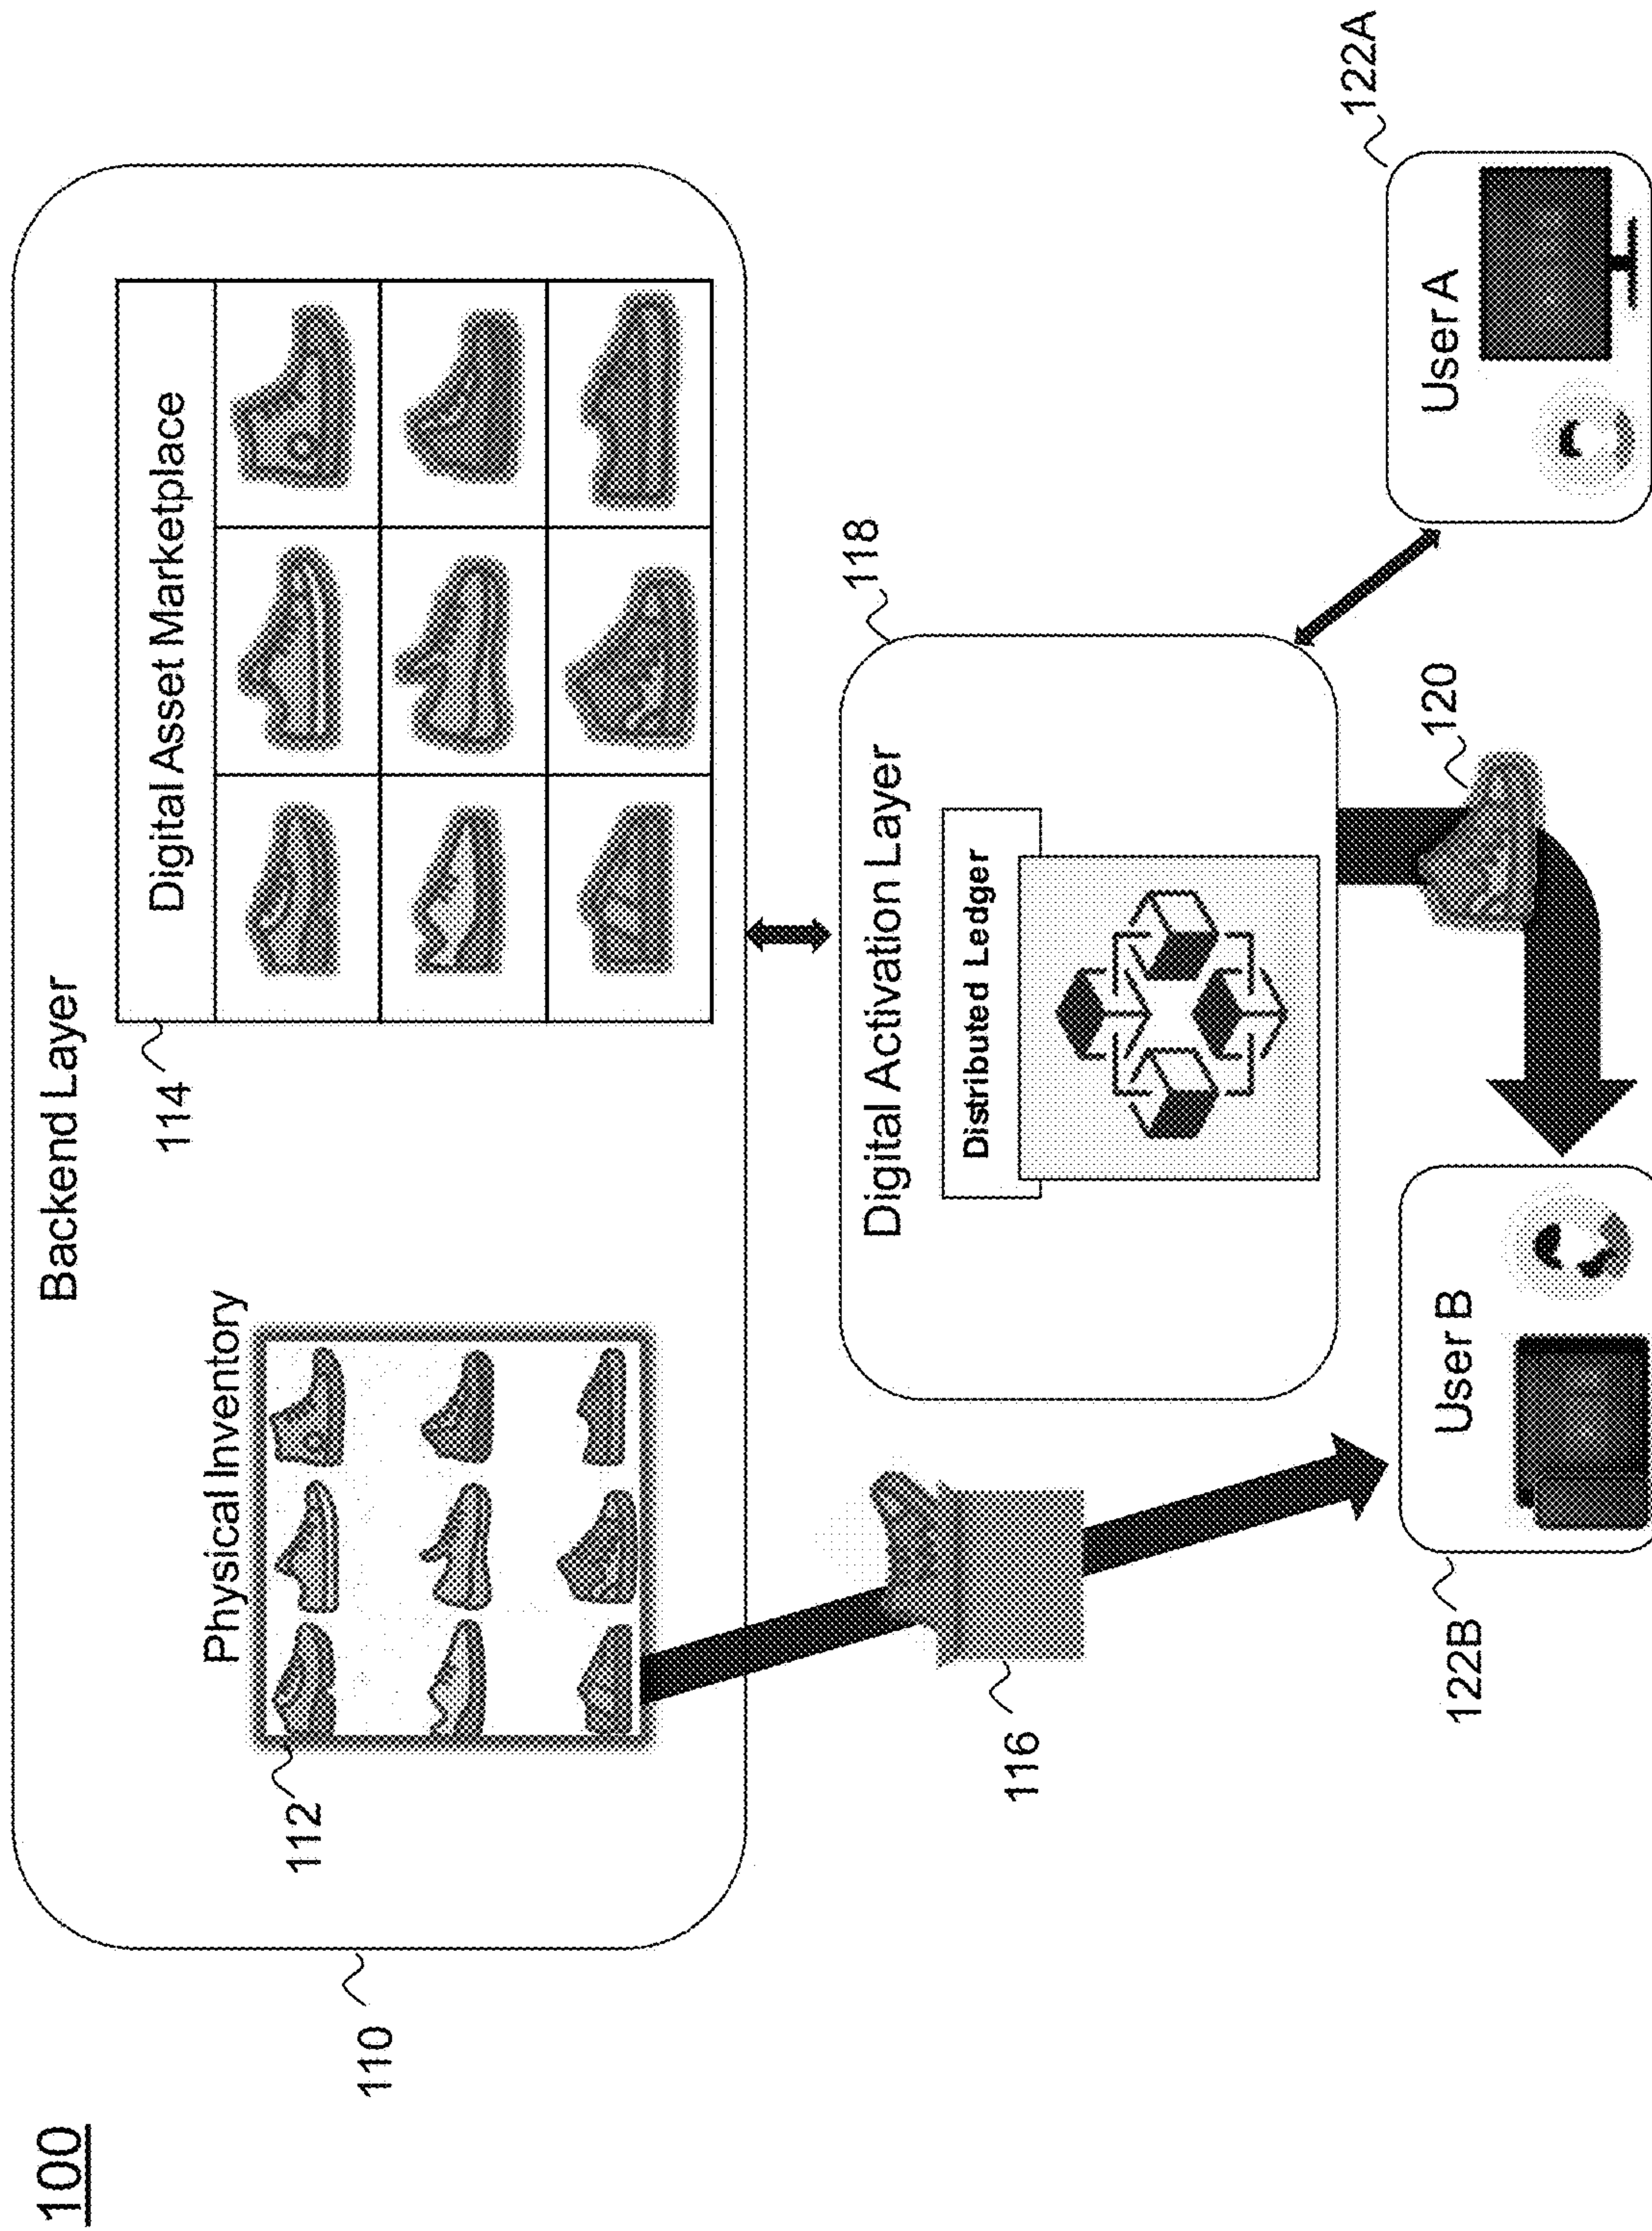 100
Backend Layer
110
Physical Inventory
112
114
Digital Asset Marketplace
116
Digital Activation Layer
118
Distributed Ledger
120
122B
User B
User A
122A